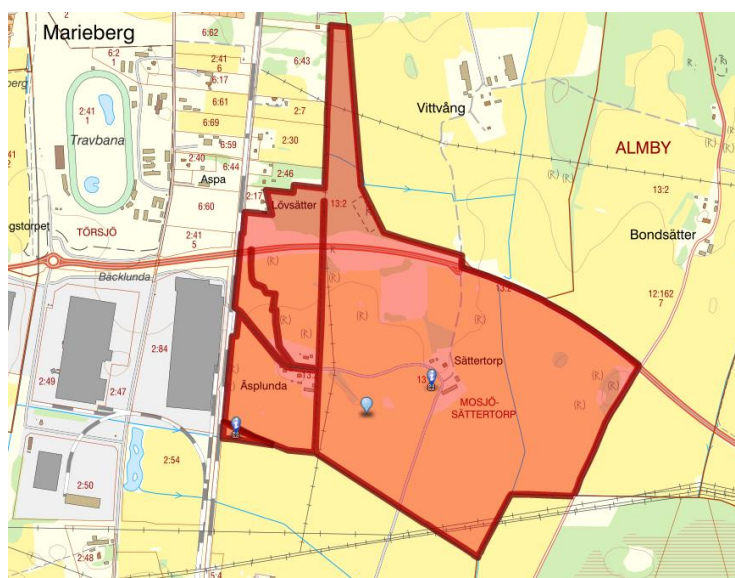 Marieberg
6:62
6:2
1
2:41
6
6:43
6:17
6:61
2:7
2:41
1
6:69
Travbana
6:59
2:30
2:40
6:44
2:46
Aspa
2:17
6:60
Lövsätter
13:2
TÖRSJÖ
2:41
5
Bäcklunda
Vittvång
ALMBY
13:2
Bondsätter
12:162
7
(R)
(R)
(R)
(R)
(R)
(R)
(R)
(R)
(R)
(R)
2:84
2:49
2:47
Äsplunda
Sättertorp
MOSJÖ-
SÄTTERTORP
2:54
2:50
2:48
5:4